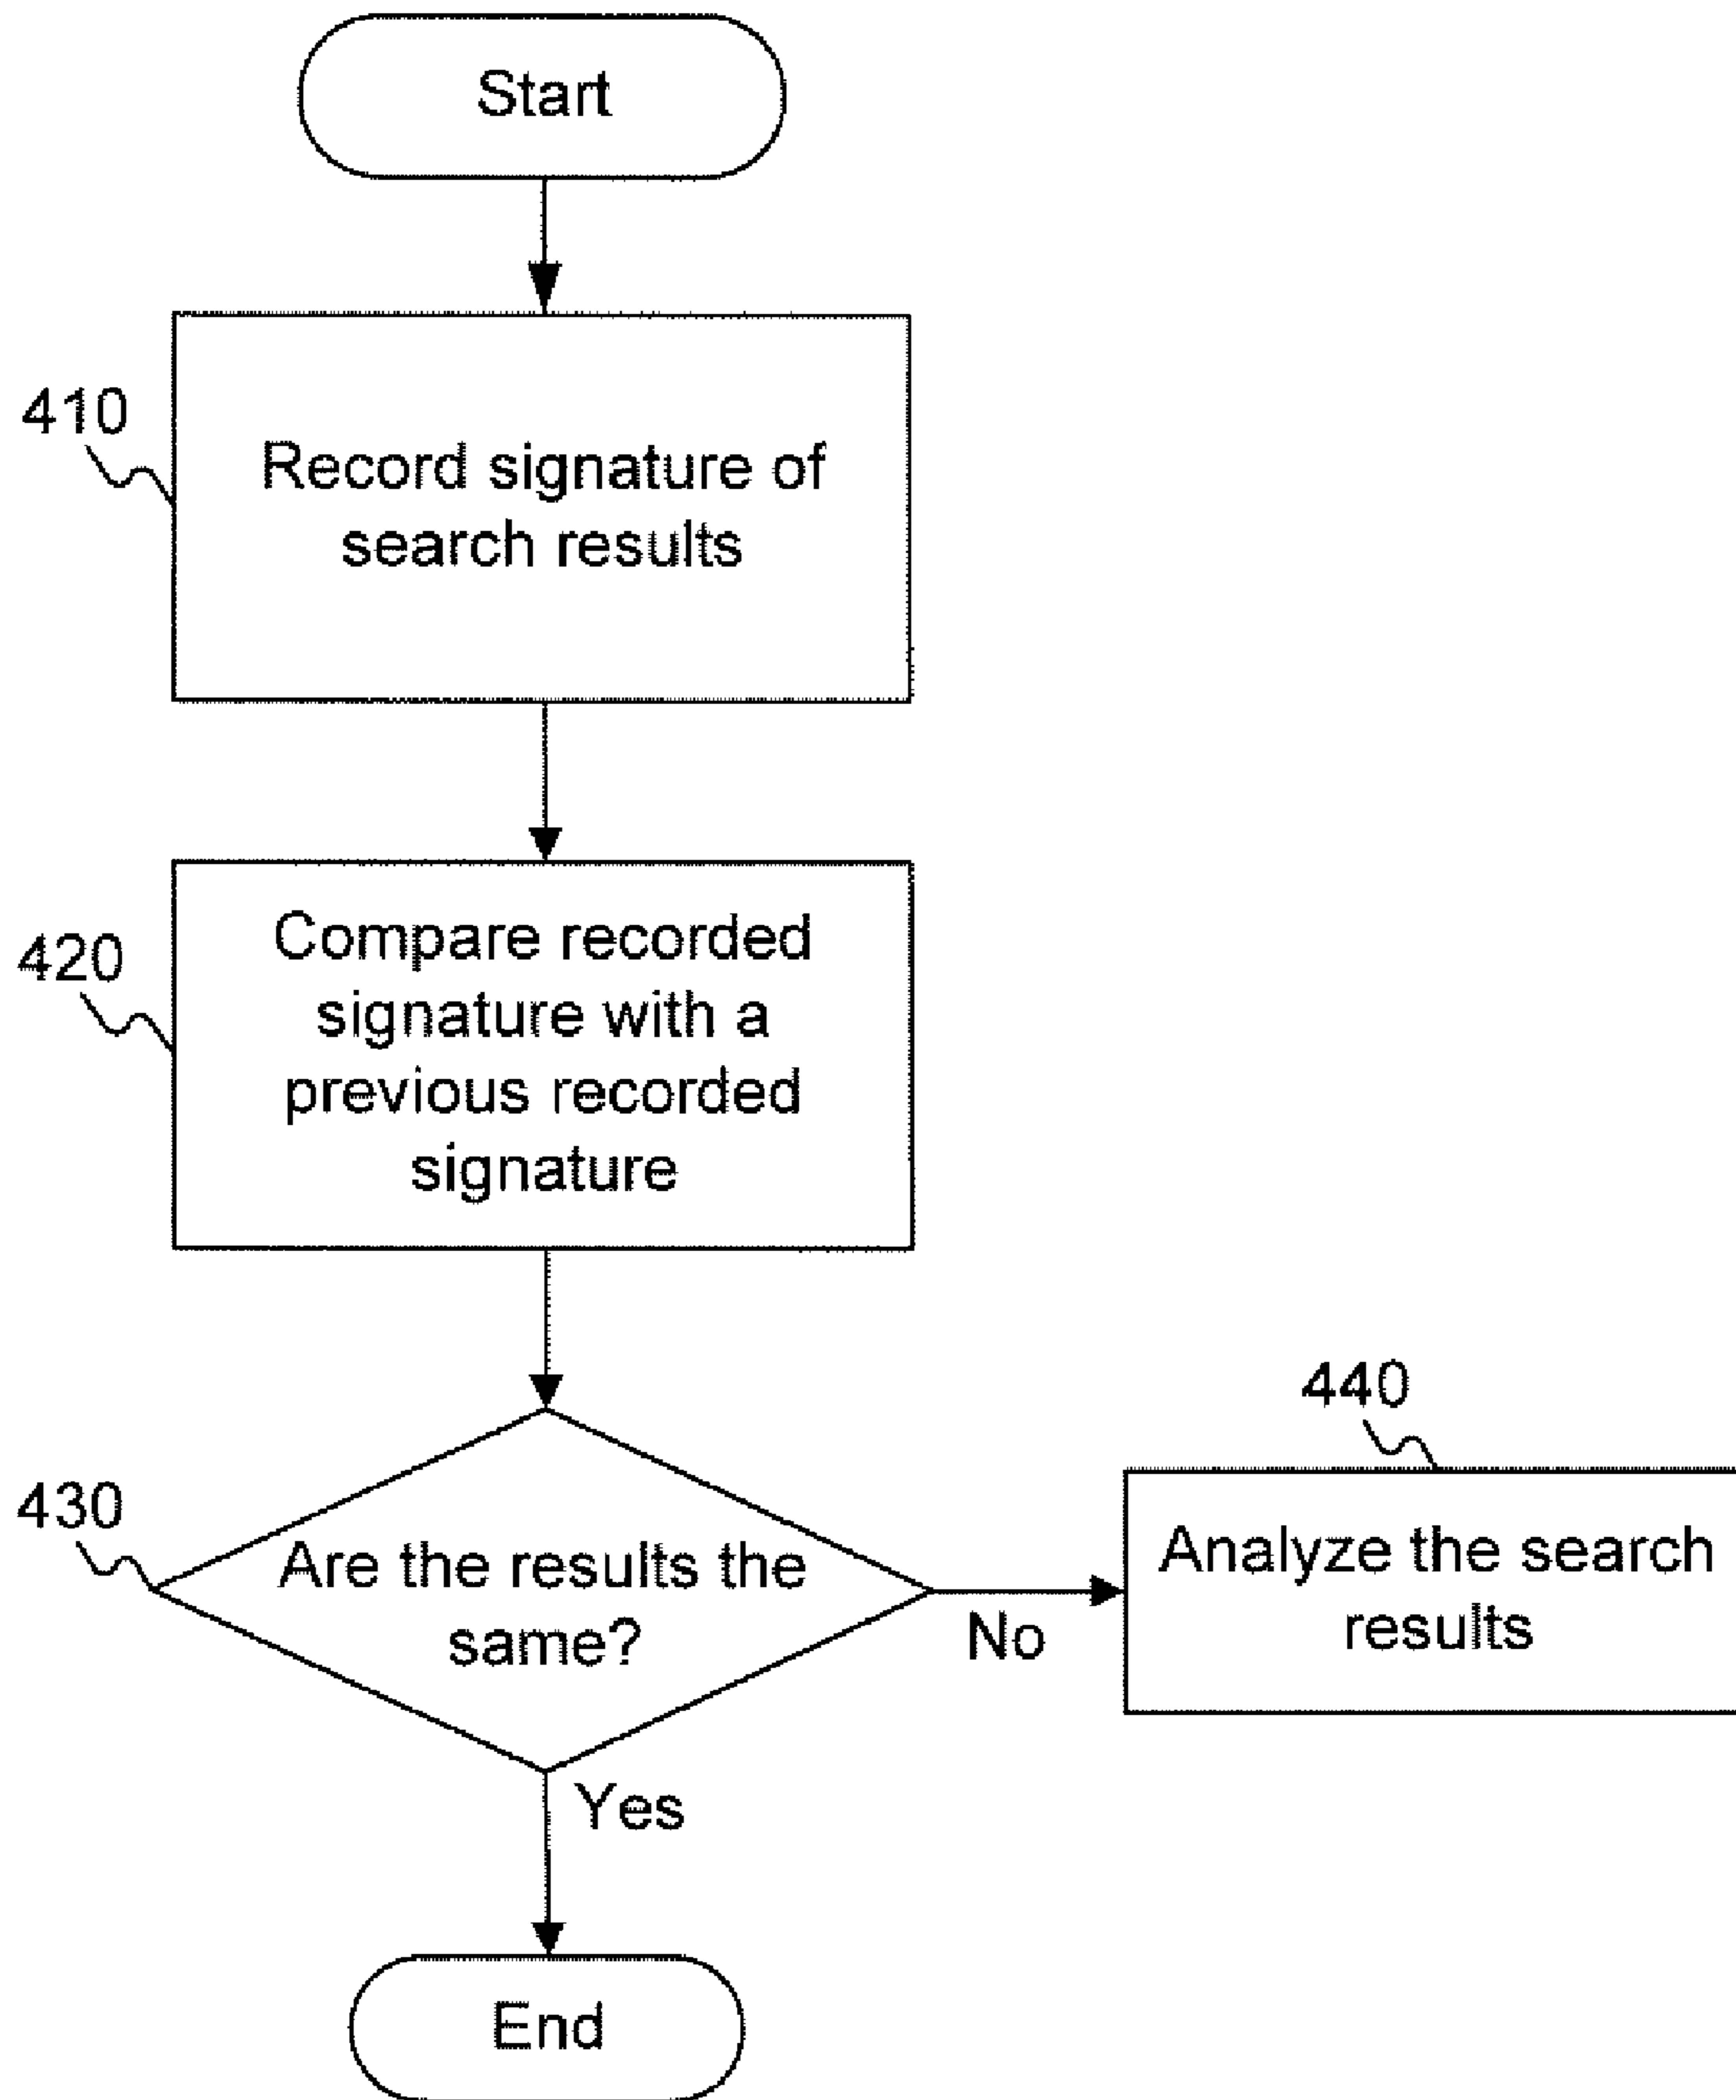 Start
410
Record signature of
search results
420
Compare recorded
signature with a
previous recorded
signature
430
Are the results the
same?
No
440
Analyze the search
results
Yes
End